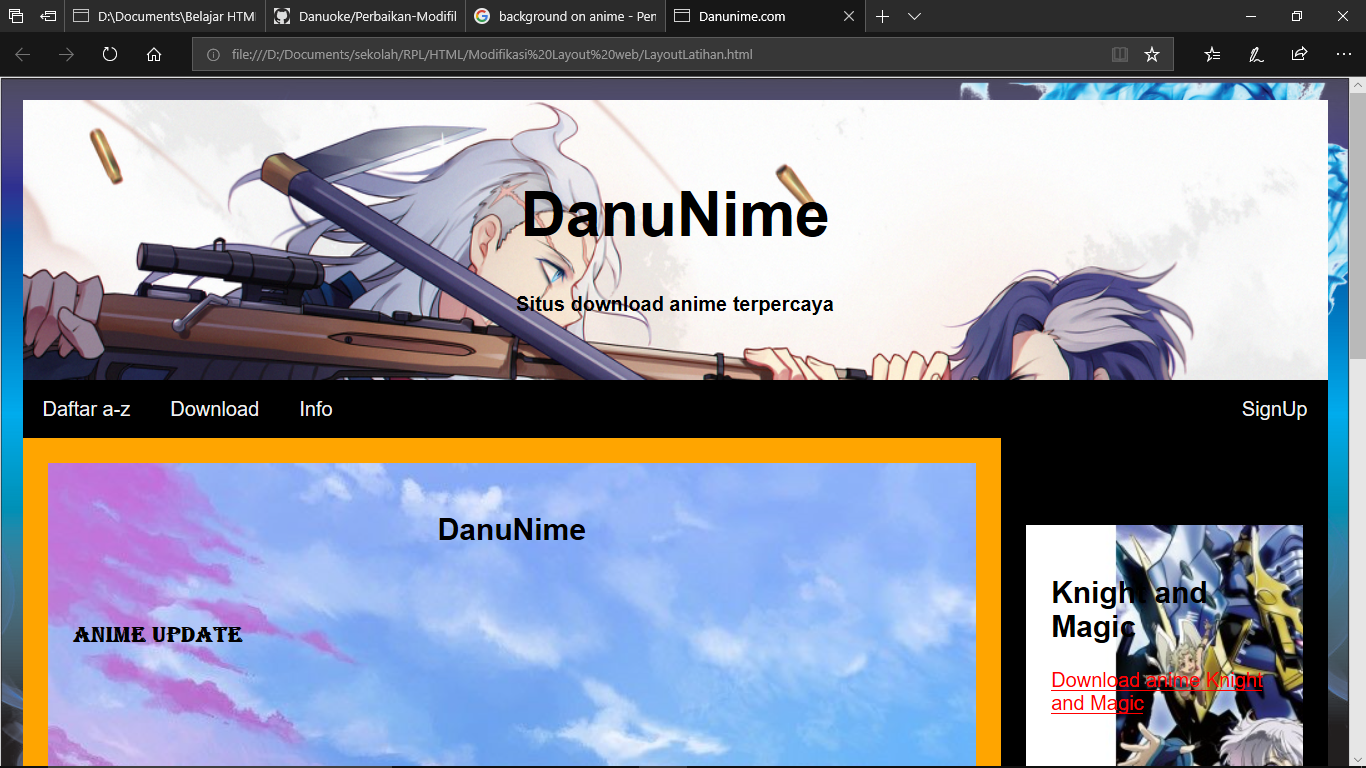 D:\Documents\Belajar HTM
Danuoke/Perbaikan-Modifil
background on anime - Pen
Danunime.com
file:///D:/Documents/sekolah/RPL/HTML/Modifikasi%20Layout%20web/LayoutLatihan.html
DanuNime
Situs download anime terpercaya
Daftar a-z
Download
Info
SignUp
DanuNime
ANIME UPDATE
Knight and
Magic
Download anime Knight
and Magic